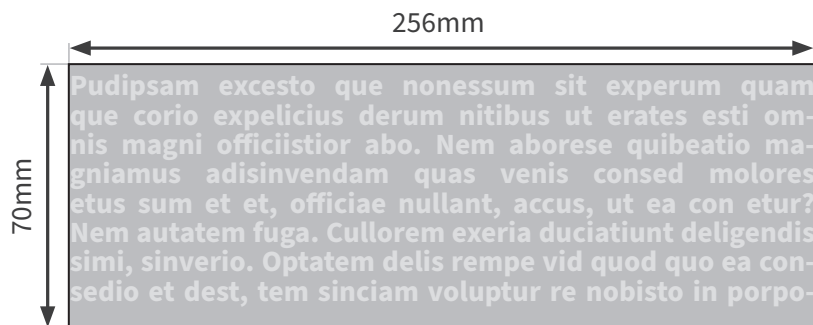 256mm
70mm
Pudipsam excesto que nonessum sit experum quam
que corio expelicius derum nitibus ut erates esti om-
nis magni officiistior abo. Nem aborese quibeatio ma-
gniamus adisinvendam quas venis consed molores
etus sum et et, officiae nullant, accus, ut ea con etur?
Nem autatem fuga. Cullorem exeria duciatiunt deligendis
simi, sinverio. Optatem delis rempe vid quod quo ea con-
sedio et dest, tem sinciam voluptur re nobisto in porpo-